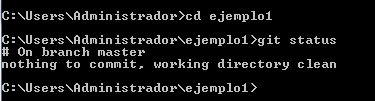 C:\Users\Administrador>cd ejemplo1
C:\Users\Administrador\ejemplo1>git status
# On branch master
nothing to commit, working directory clean
C:\Users\Administrador\ejemplo1>